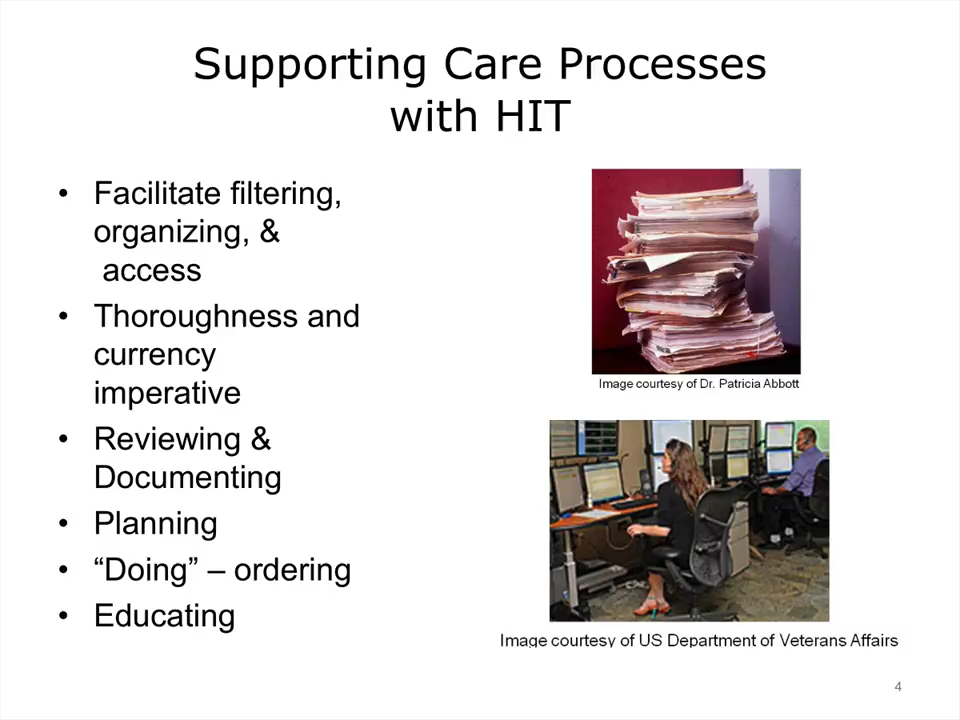 Supporting Care Processes
with HIT
• Facilitate filtering,
organizing, &
access
• Thoroughness and
currency
imperative
• Reviewing &
Documenting
• Planning
• “Doing” – ordering
• Educating
Image courtesy of Dr. Patricia Abbott
Image courtesy of US Department of Veterans Affairs
4